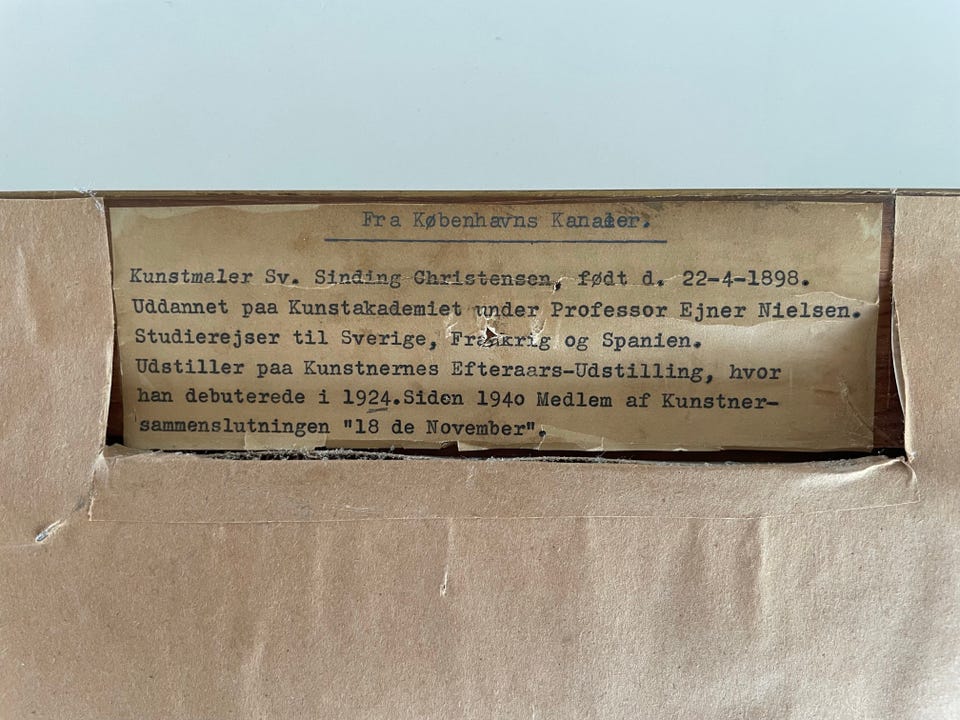 Fra Københavns Kanaler.
Kunstmaler Sv. Sinding Christensen, født d. 22-4-1898.
Uddannet paa Kunstakademiet under Professor Ejner Nielsen.
Studierejser til Sverige, Frankrig og Spanien.
Udstiller paa Kunstnernes Efteraars-Udstilling, hvor
han debuterede i 1924.Siden 1940 Medlem af Kunstner-
sammenslutningen "18 de November".